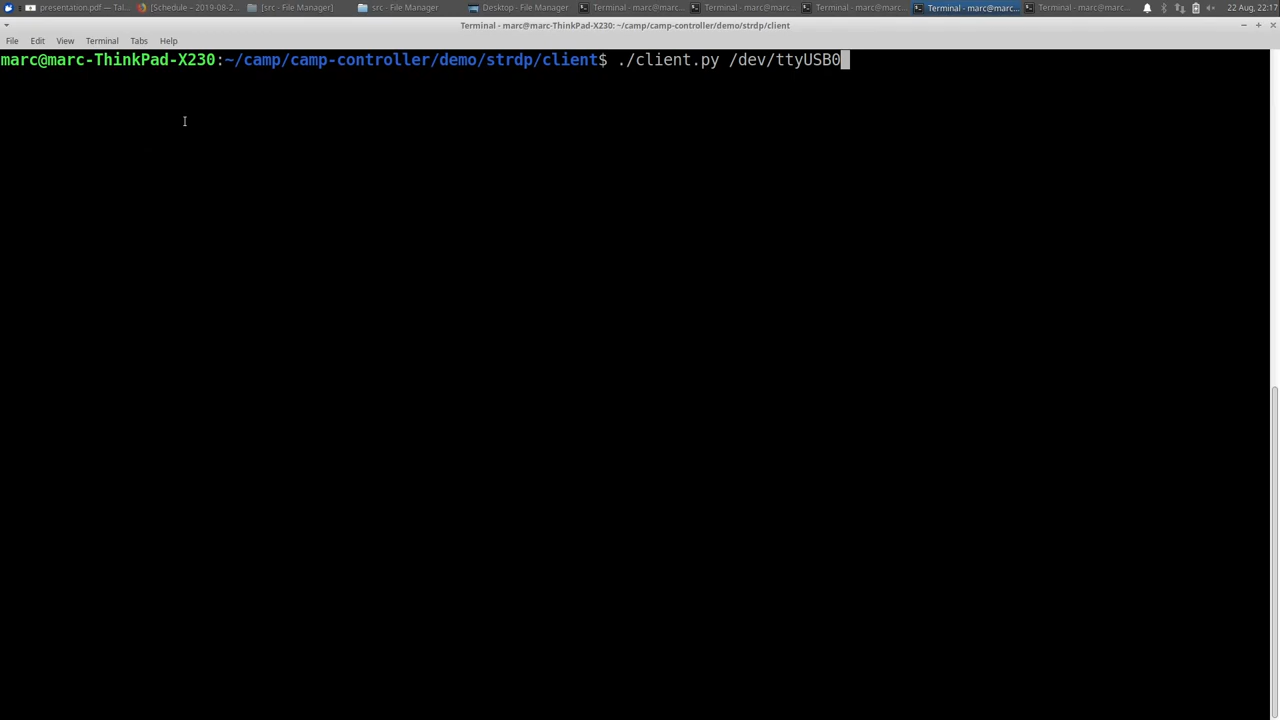 presentation.pdf — Tal... [Schedule – 2019-08-2... [src - File Manager] src - File Manager Desktop - File Manager Terminal - marc@marc... Terminal - marc@marc... Terminal - marc@marc... Terminal - marc@marc... Terminal - marc@marc... 22 Aug, 22:17
Terminal - marc@marc-ThinkPad-X230: ~/camp/camp-controller/demo/strdp/client
File Edit View Terminal Tabs Help
marc@marc-ThinkPad-X230:~/camp/camp-controller/demo/strdp/client$ ./client.py /dev/ttyUSB0